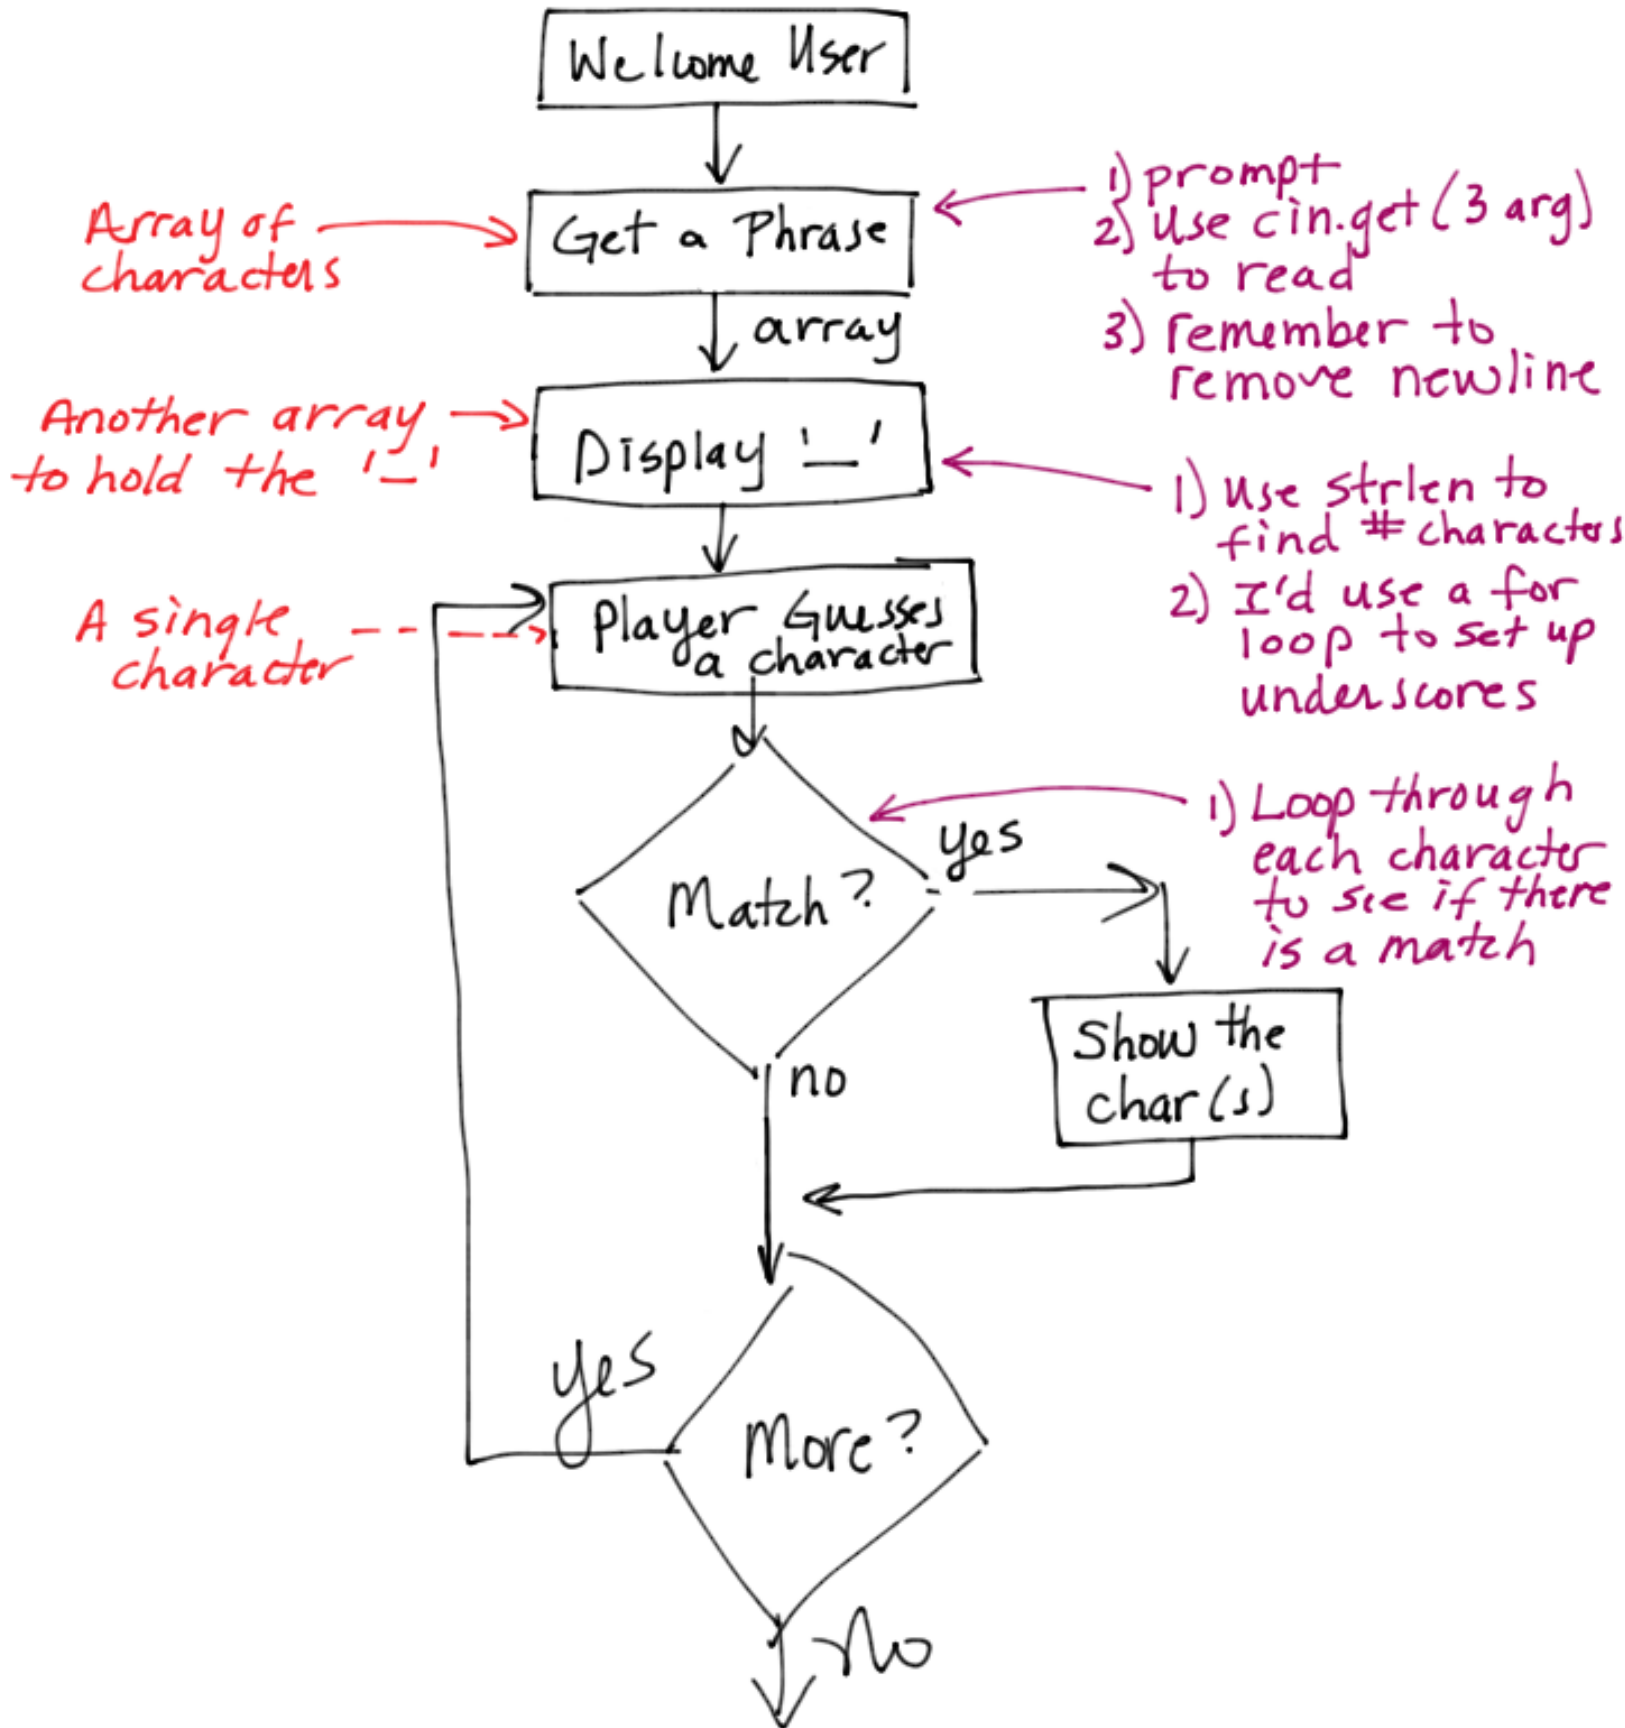 Welcome User
1) prompt
2) Use cin.get (3 arg)
to read
3) remember to
remove newline
Array of
characters
Get a Phrase
array
Another array
to hold the '_'
Display '_'
1) use strlen to
find # characters
2) I'd use a for
loop to set up
underscores
A single
character
Player Guesses
a character
1) Loop through
each character
to see if there
is a match
Match?
yes
no
Show the
char(s)
More?
yes
No